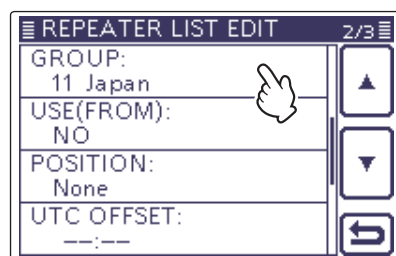 REPEATER LIST EDIT 2/3
GROUP:
11 Japan
USE(FROM):
NO
POSITION:
None
UTC OFFSET:
--:--